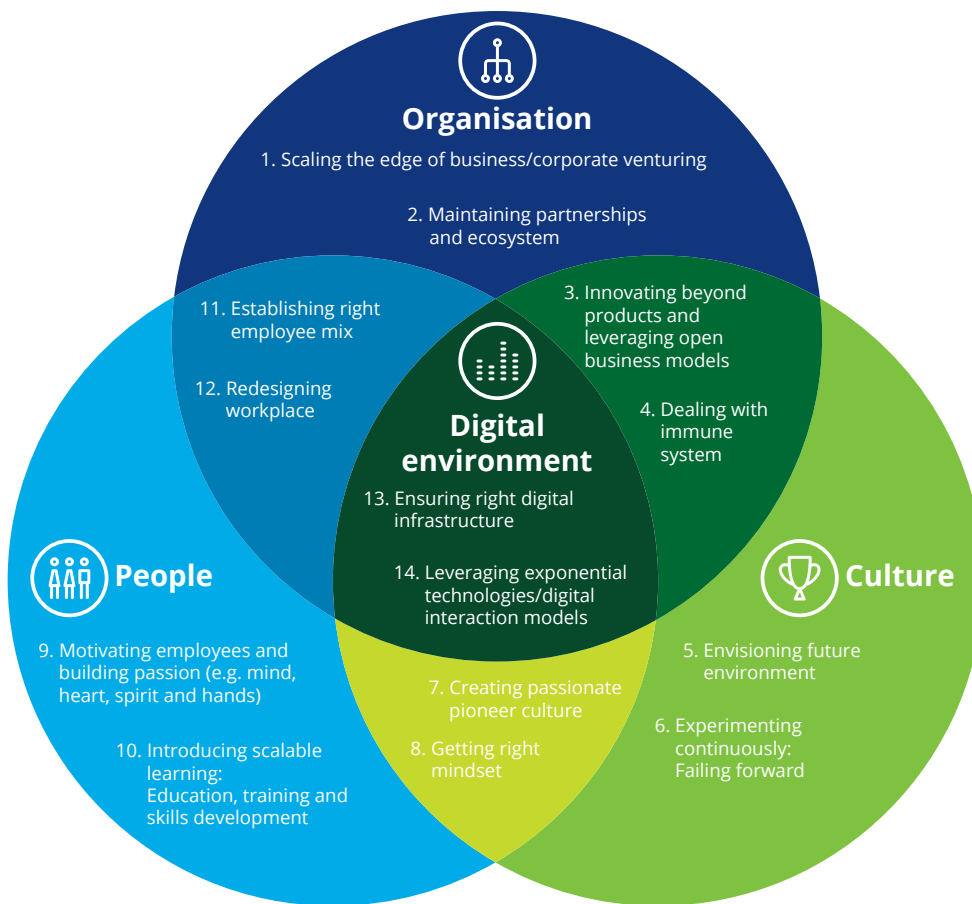 Organisation
1. Scaling the edge of business/corporate venturing
2. Maintaining partnerships
and ecosystem
3. Innovating beyond
products and
leveraging open
business models
4. Dealing with
immune
system
11. Establishing right
employee mix
12. Redesigning
workplace
Digital
environment
13. Ensuring right digital
infrastructure
14. Leveraging exponential
technologies/digital
interaction models
People
9. Motivating employees and
building passion (e.g. mind,
heart, spirit and hands)
10. Introducing scalable
learning:
Education, training and
skills development
7. Creating passionate
pioneer culture
8. Getting right
mindset
Culture
5. Envisioning future
environment
6. Experimenting
continuously:
Failing forward